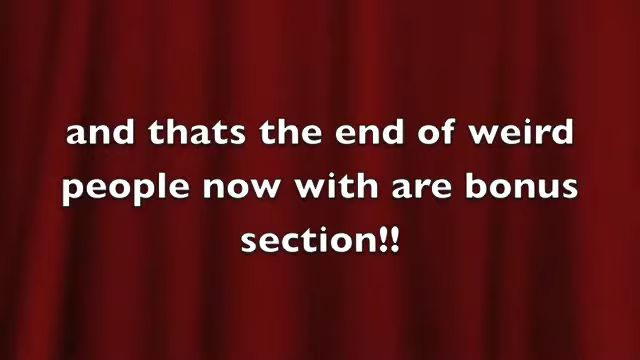 and thats the end of weird
people now with are bonus
section!!